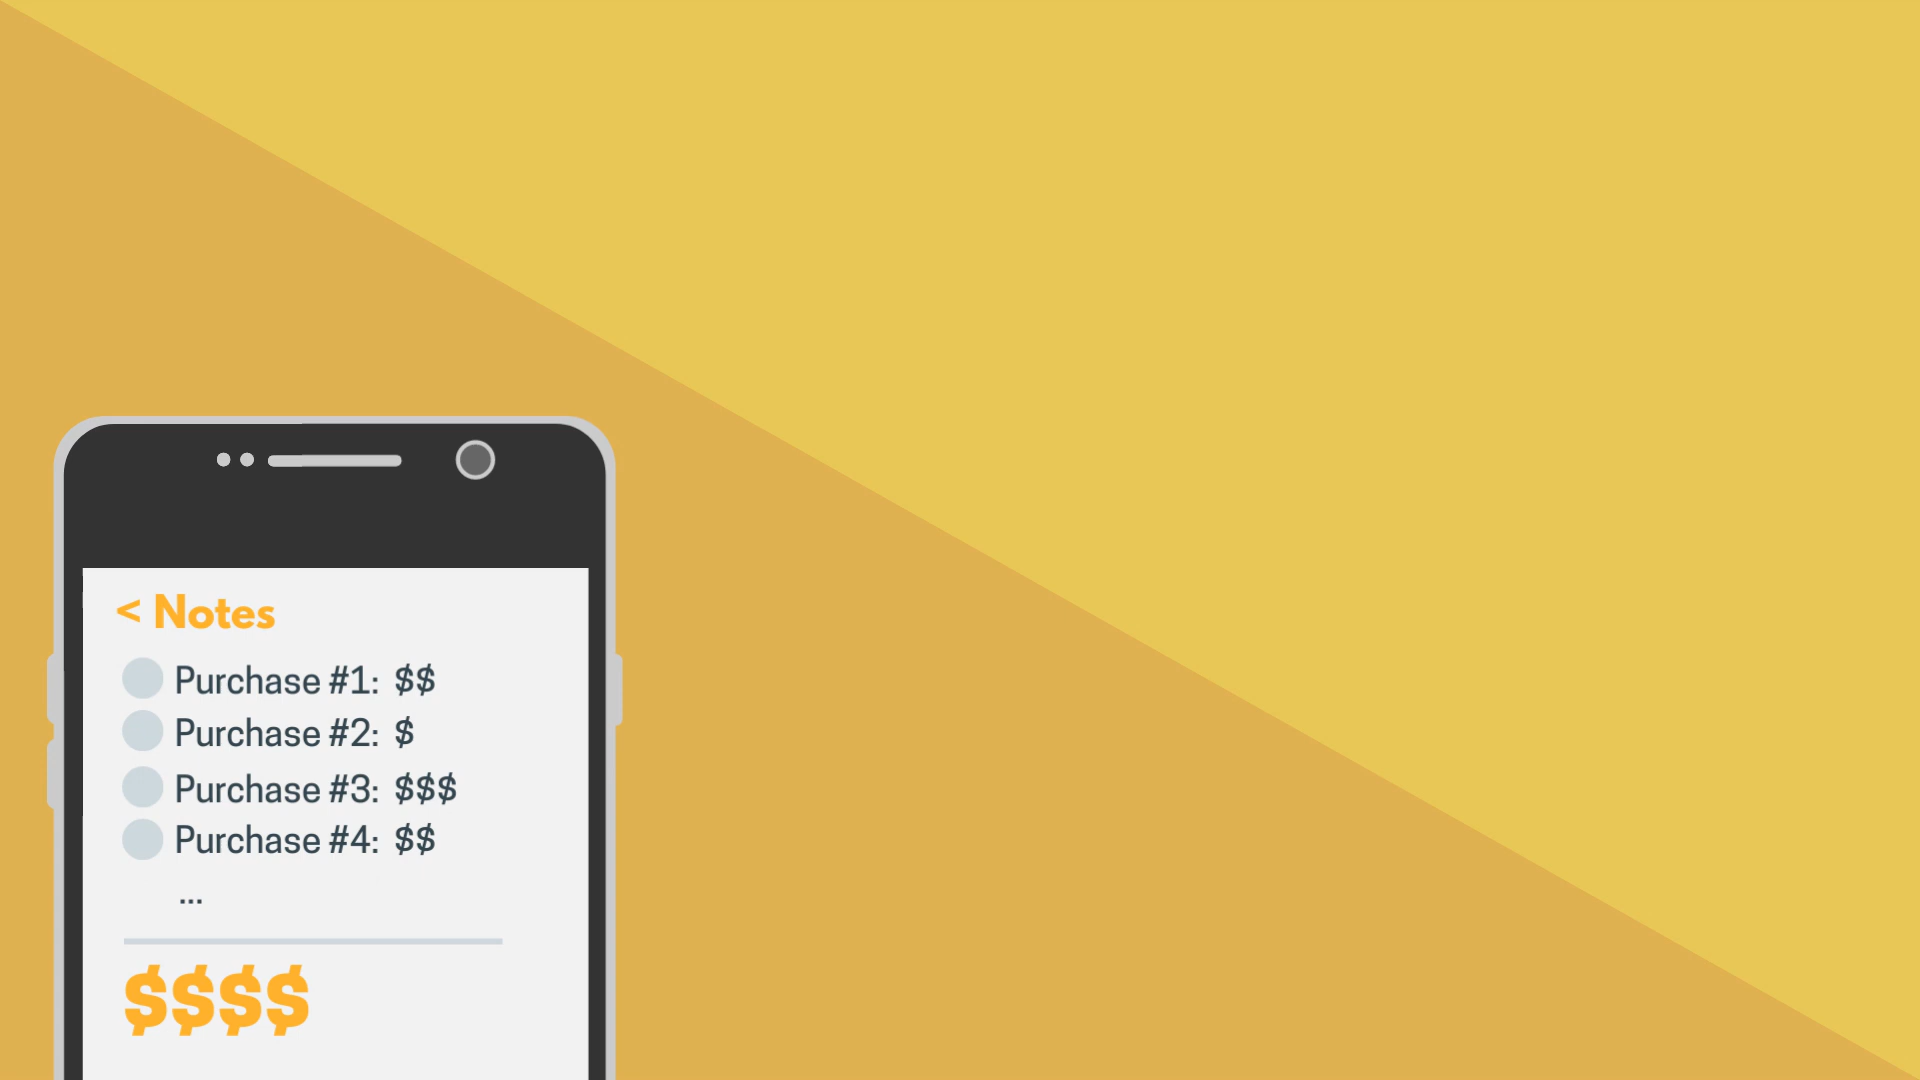 < Notes
Purchase #1: $$
Purchase #2: $
Purchase #3: $$$
Purchase #4: $$
...
$$$$